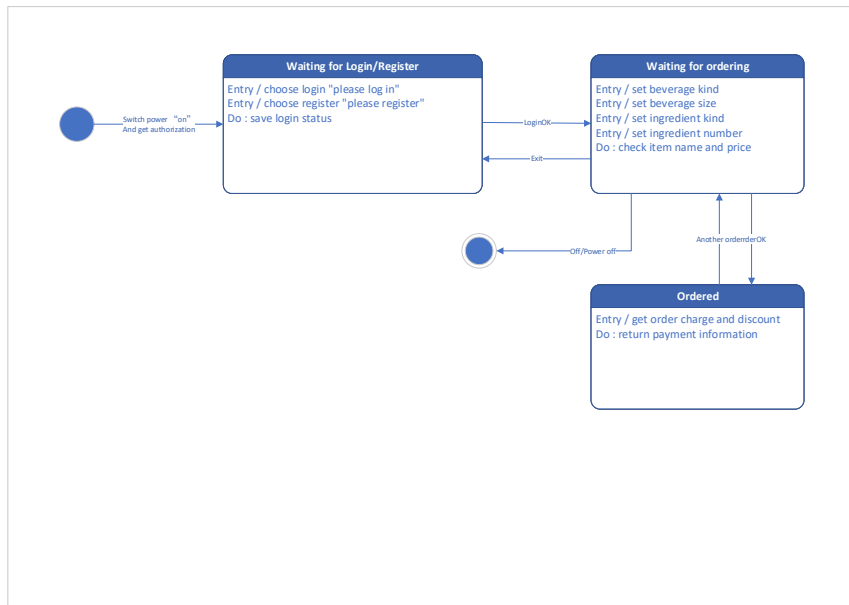 Waiting for Login/Register
Entry / choose login "please log in"
Entry / choose register "please register"
Do : save login status
Waiting for ordering
Entry / set beverage kind
Entry / set beverage size
Entry / set ingredient kind
Entry / set ingredient number
Do : check item name and price
Switch power “on”
And get authorization
LoginOK
Exit
Off/Power off
Another order
OK
Ordered
Entry / get order charge and discount
Do : return payment information